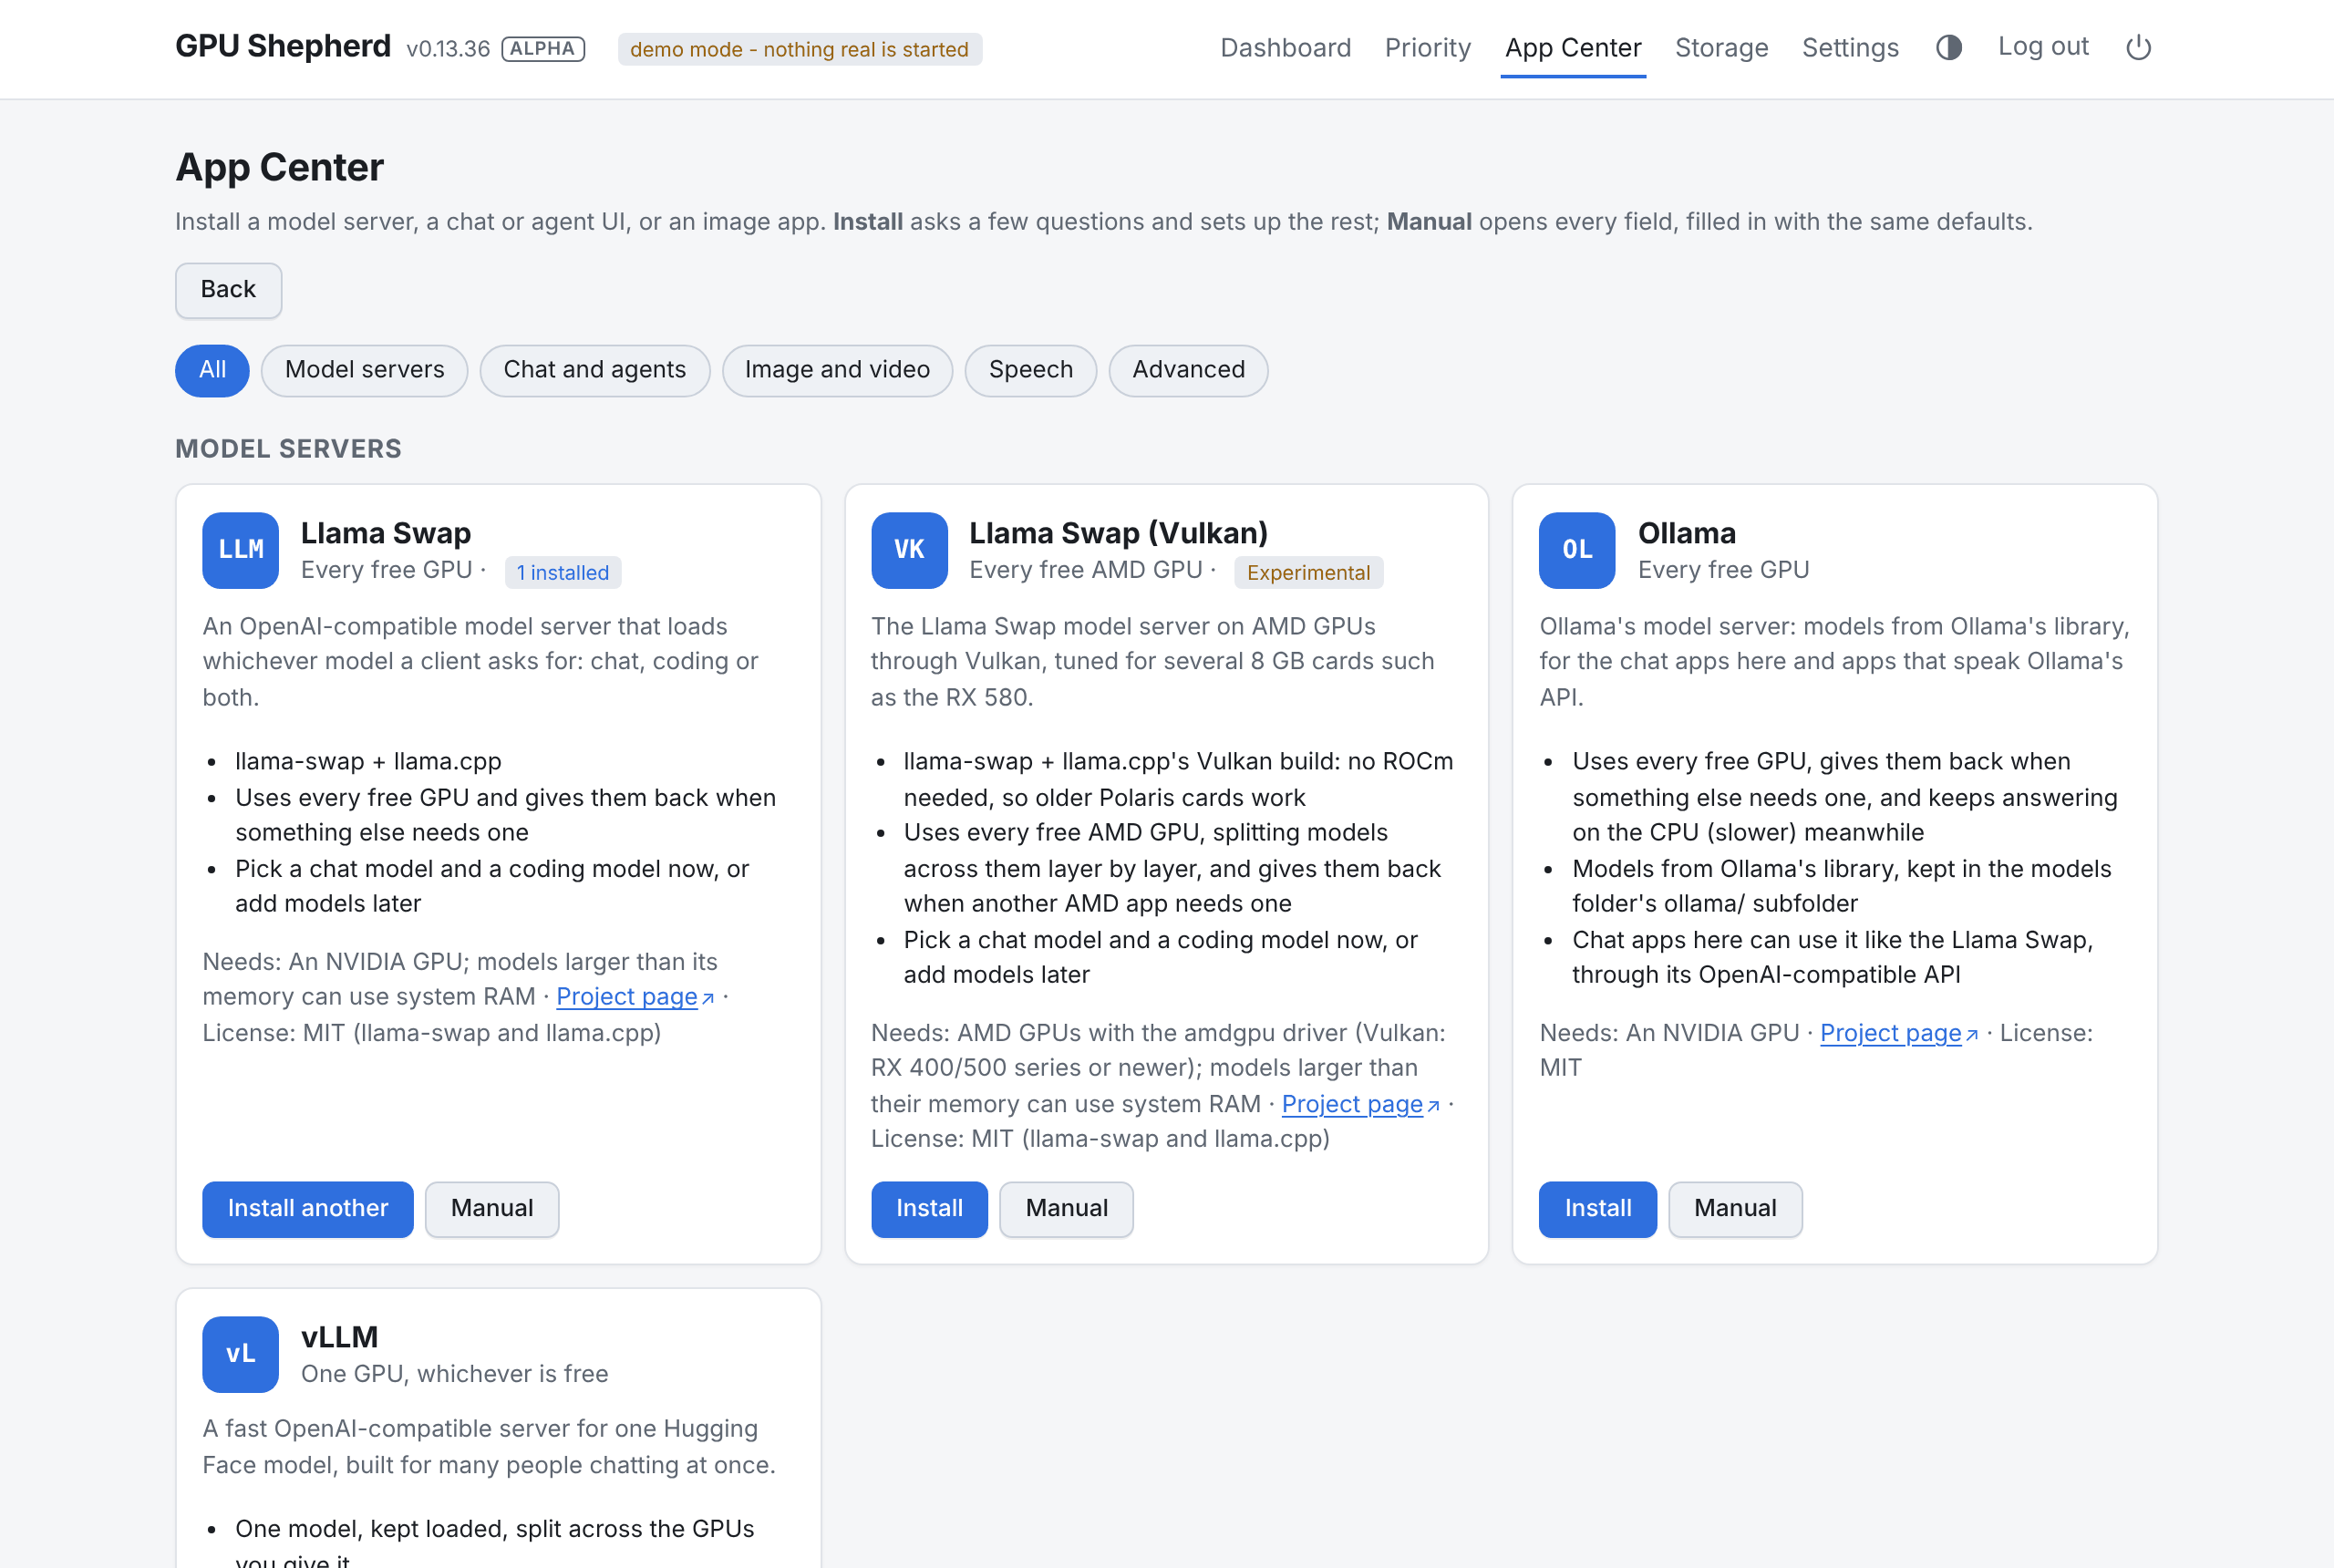 GPU Shepherd v0.13.36 ALPHA demo mode - nothing real is started Dashboard Priority App Center Storage Settings Log out
App Center
Install a model server, a chat or agent UI, or an image app. Install asks a few questions and sets up the rest; Manual opens every field, filled in with the same defaults.
Back
All Model servers Chat and agents Image and video Speech Advanced
MODEL SERVERS
LLM
Llama Swap
Every free GPU · 1 installed
An OpenAI-compatible model server that loads
whichever model a client asks for: chat, coding or
both.
• llama-swap + llama.cpp
• Uses every free GPU and gives them back when
something else needs one
• Pick a chat model and a coding model now, or
add models later
Needs: An NVIDIA GPU; models larger than its
memory can use system RAM · Project page↗ ·
License: MIT (llama-swap and llama.cpp)
Install another Manual
VK
Llama Swap (Vulkan)
Every free AMD GPU · Experimental
The Llama Swap model server on AMD GPUs
through Vulkan, tuned for several 8 GB cards such
as the RX 580.
• llama-swap + llama.cpp's Vulkan build: no ROCm
needed, so older Polaris cards work
• Uses every free AMD GPU, splitting models
across them layer by layer, and gives them back
when another AMD app needs one
• Pick a chat model and a coding model now, or
add models later
Needs: AMD GPUs with the amdgpu driver (Vulkan:
RX 400/500 series or newer); models larger than
their memory can use system RAM · Project page↗ ·
License: MIT (llama-swap and llama.cpp)
Install Manual
OL
Ollama
Every free GPU
Ollama's model server: models from Ollama's library,
for the chat apps here and apps that speak Ollama's
API.
• Uses every free GPU, gives them back when
something else needs one, and keeps answering
on the CPU (slower) meanwhile
• Models from Ollama's library, kept in the models
folder's ollama/ subfolder
• Chat apps here can use it like the Llama Swap,
through its OpenAI-compatible API
Needs: An NVIDIA GPU · Project page↗ · License:
MIT
Install Manual
vL
vLLM
One GPU, whichever is free
A fast OpenAI-compatible server for one Hugging
Face model, built for many people chatting at once.
• One model, kept loaded, split across the GPUs
you give it